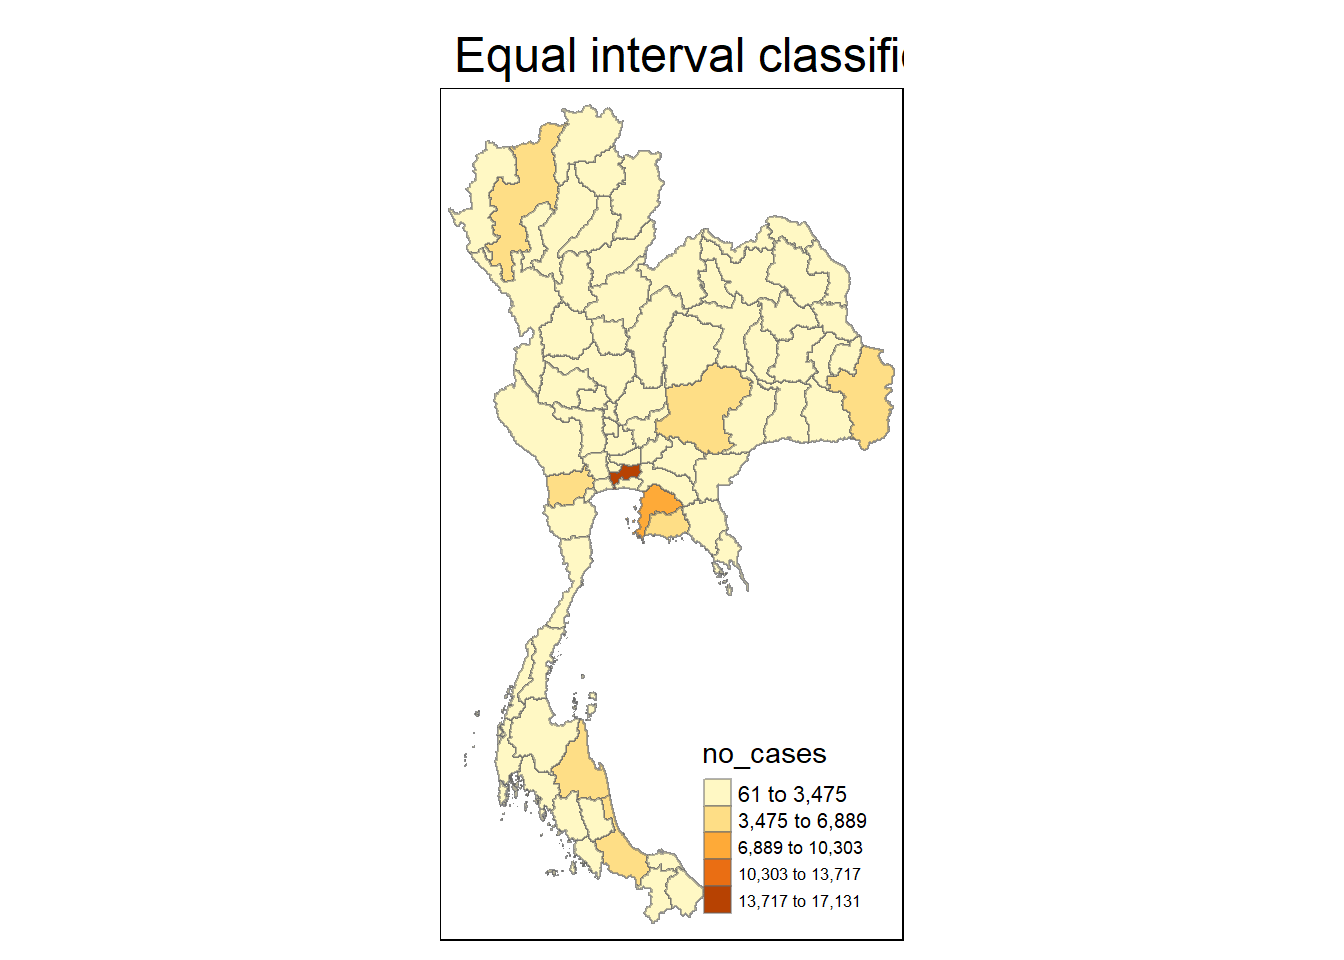 Equal interval
no_cases
61 to 3,475
3,475 to 6,889
6,889 to 10,303
10,303 to 13,717
13,717 to 17,131